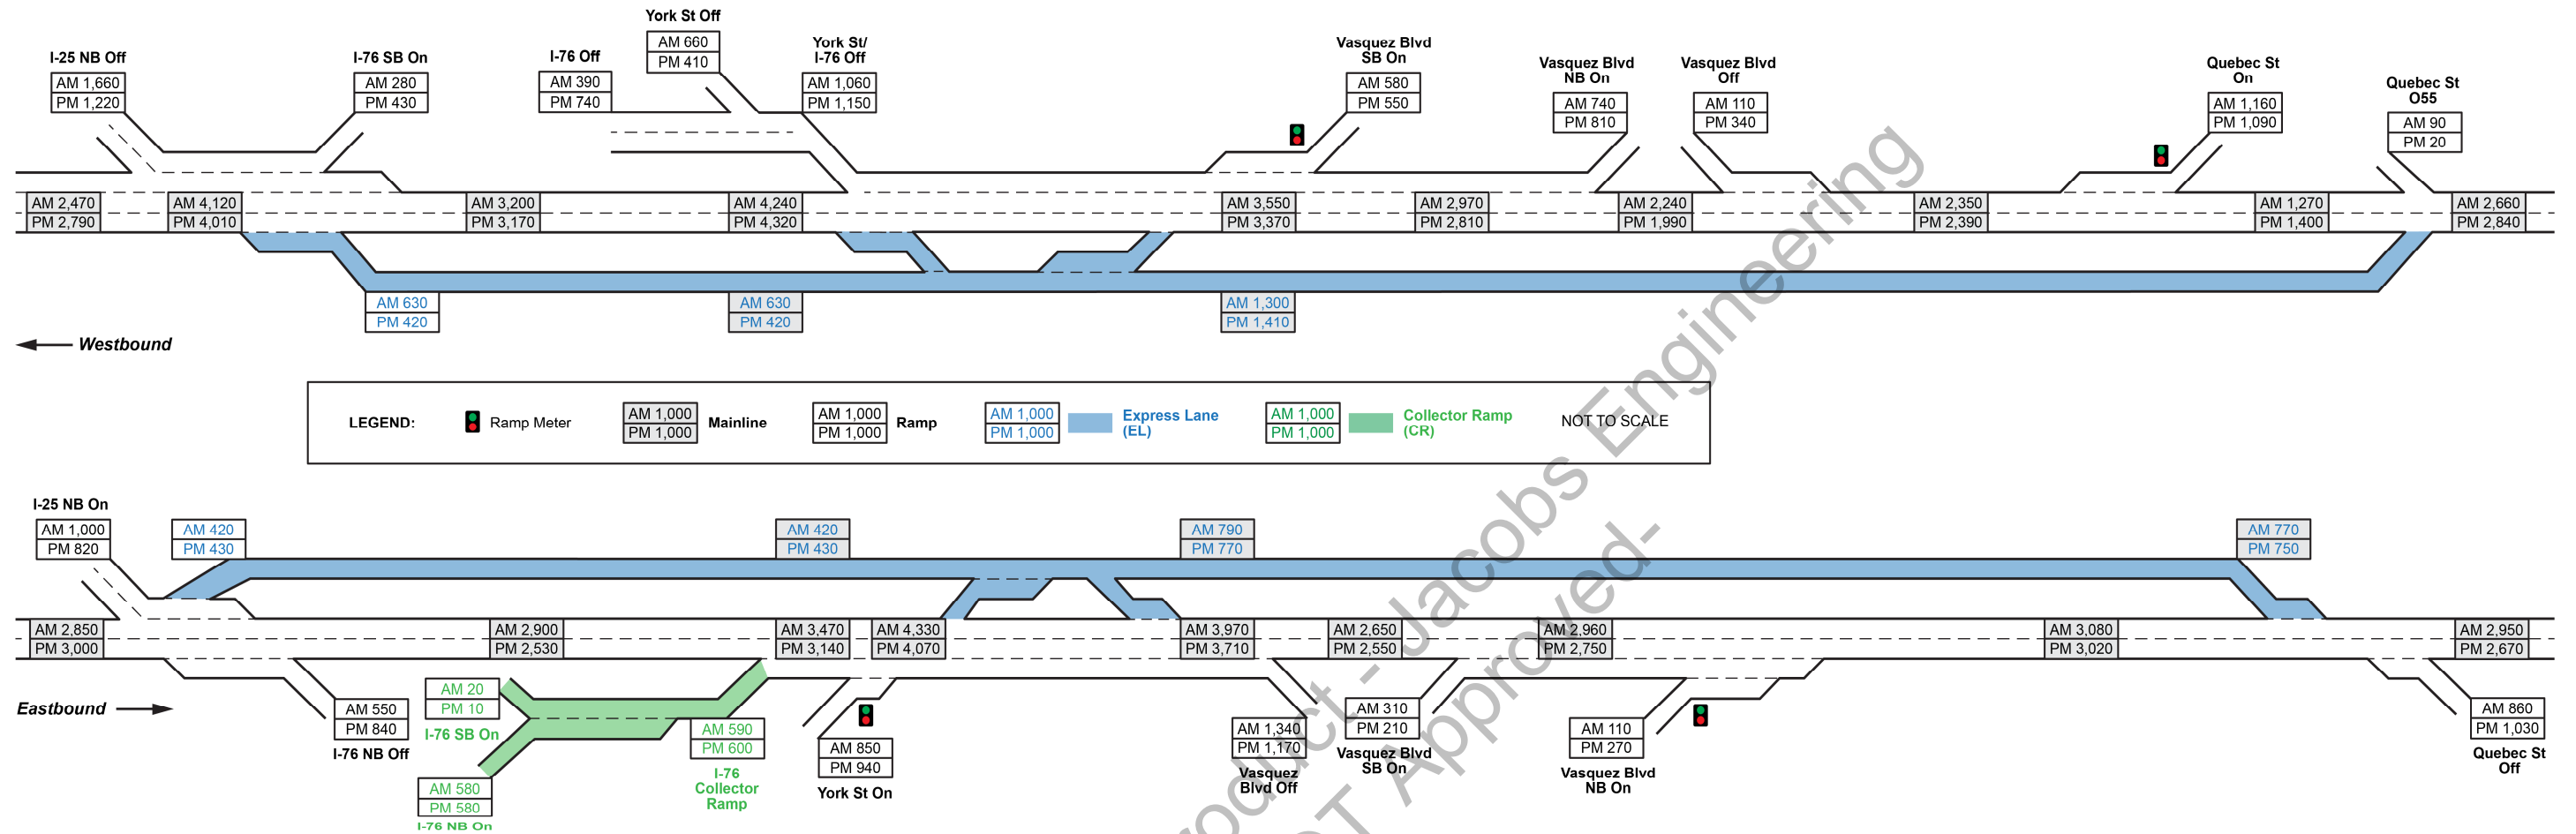 York St Off
AM 660
PM 410
I-25 NB Off
AM 1,660
PM 1,220
I-76 SB On
AM 280
PM 430
I-76 Off
AM 390
PM 740
York St/
I-76 Off
AM 1,060
PM 1,150
Vasquez Blvd
SB On
AM 580
PM 550
Vasquez Blvd
NB On
AM 740
PM 810
Vasquez Blvd
Off
AM 110
PM 340
Quebec St
On
AM 1,160
PM 1,090
Quebec St
O55
AM 90
PM 20
AM 2,470
PM 2,790
AM 4,120
PM 4,010
AM 3,200
PM 3,170
AM 4,240
PM 4,320
AM 3,550
PM 3,370
AM 2,970
PM 2,810
AM 2,240
PM 1,990
AM 2,350
PM 2,390
AM 1,270
PM 1,400
AM 2,660
PM 2,840
AM 630
PM 420
AM 630
PM 420
AM 1,300
PM 1,410
Westbound
LEGEND:
Ramp Meter
AM 1,000
PM 1,000
Mainline
AM 1,000
PM 1,000
Ramp
AM 1,000
PM 1,000
Express Lane
(EL)
AM 1,000
PM 1,000
Collector Ramp
(CR)
NOT TO SCALE
I-25 NB On
AM 1,000
PM 820
AM 420
PM 430
AM 420
PM 430
AM 790
PM 770
AM 770
PM 750
AM 2,850
PM 3,000
AM 2,900
PM 2,530
AM 3,470
PM 3,140
AM 4,330
PM 4,070
AM 3,970
PM 3,710
AM 2,650
PM 2,550
AM 2,960
PM 2,750
AM 3,080
PM 3,020
AM 2,950
PM 2,670
Eastbound
AM 550
PM 840
I-76 NB Off
AM 20
PM 10
I-76 SB On
AM 580
PM 580
I-76 NB On
AM 590
PM 600
I-76
Collector
Ramp
AM 850
PM 940
York St On
AM 1,340
PM 1,170
Vasquez
Blvd Off
AM 310
PM 210
Vasquez Blvd
SB On
AM 110
PM 270
Vasquez Blvd
NB On
AM 860
PM 1,030
Quebec St
Off
- Jacobs Engineering
Approved-